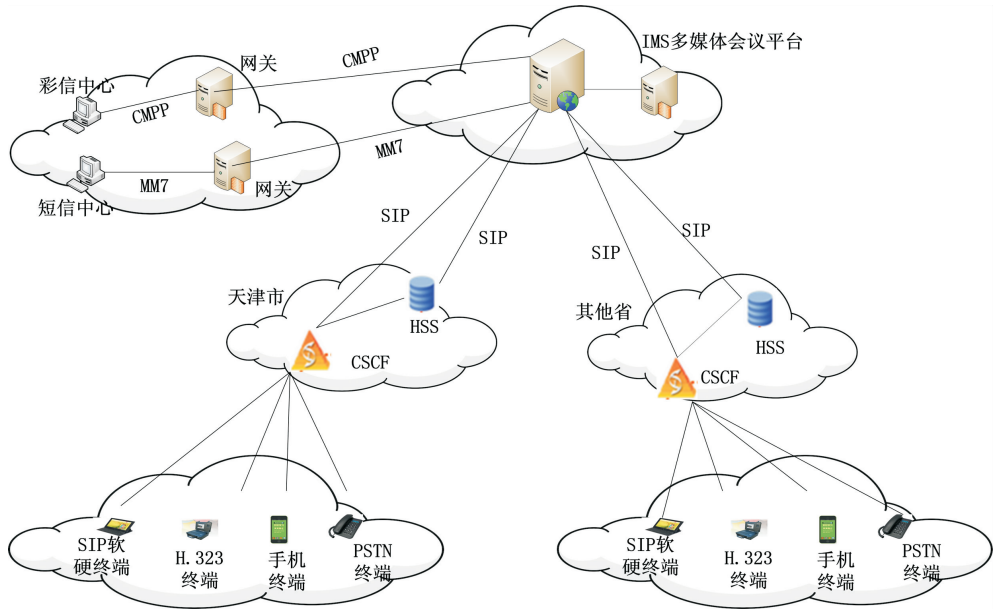 IMS多媒体会议平台
CMPP
网关
彩信中心
CMPP
MM7
MM7
网关
短信中心
SIP
SIP
SIP
SIP
天津市
HSS
CSCF
其他省
HSS
CSCF
SIP软
硬终端
H.323
终端
手机
终端
PSTN
终端
SIP软
硬终端
H.323
终端
手机
终端
PSTN
终端